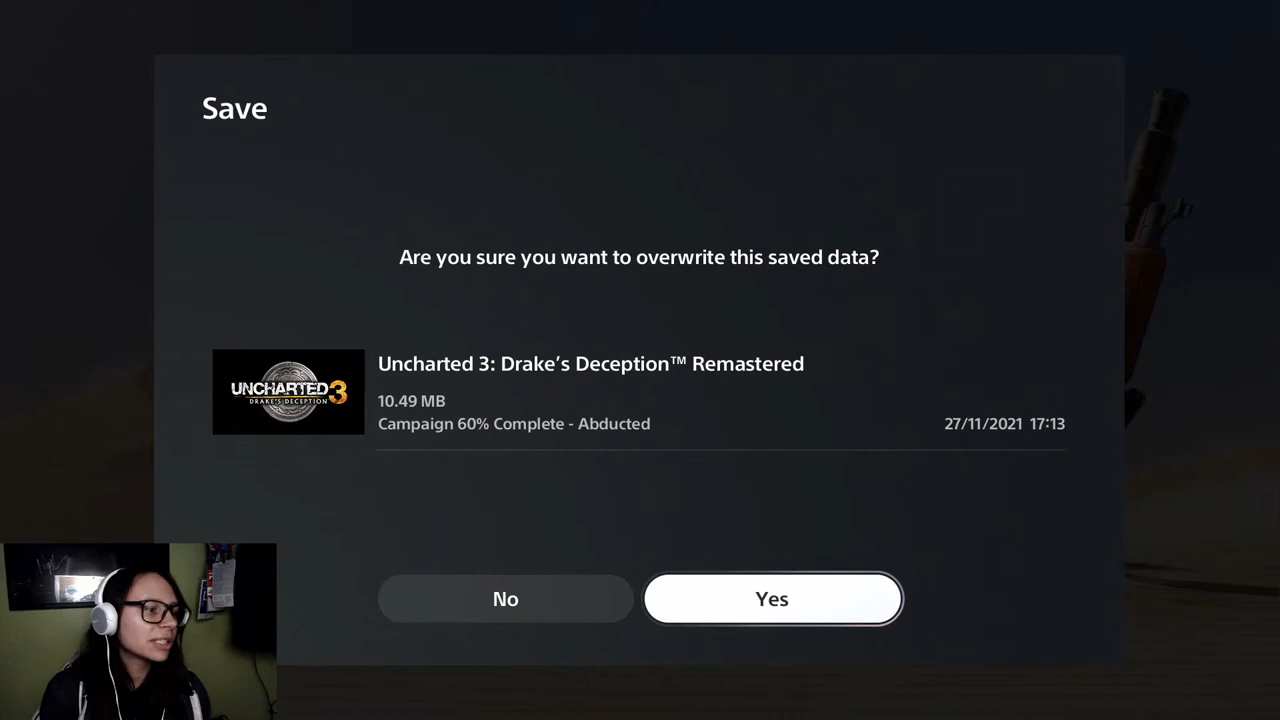 Save
Are you sure you want to overwrite this saved data?
UNCHARTED 3
DRAKE'S DECEPTION
Uncharted 3: Drake's Deception™ Remastered
10.49 MB
Campaign 60% Complete - Abducted
27/11/2021 17:13
No
Yes